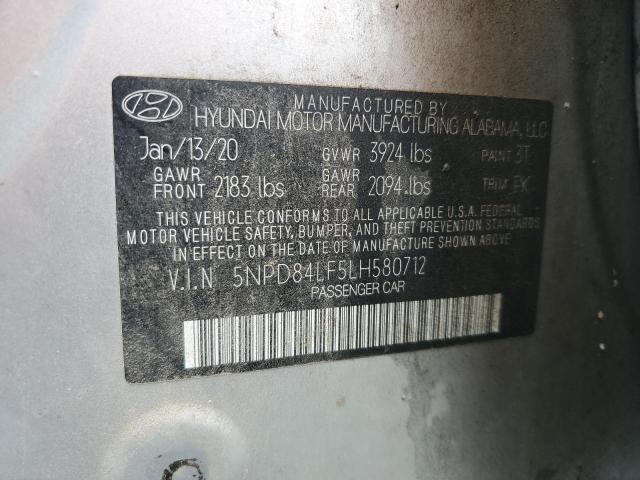 MANUFACTURED BY
HYUNDAI MOTOR MANUFACTURING ALABAMA, LLC
Jan/13/20 GVWR 3924 lbs PAINT 3T
GAWR FRONT 2183 lbs GAWR REAR 2094 lbs TRIM
THIS VEHICLE CONFORMS TO ALL APPLICABLE U.S.A. FEDERAL
MOTOR VEHICLE SAFETY, BUMPER, AND THEFT PREVENTION STANDARDS
IN EFFECT ON THE DATE OF MANUFACTURE SHOWN ABOVE.
V.I.N 5NPD84LF5LH580712
PASSENGER CAR